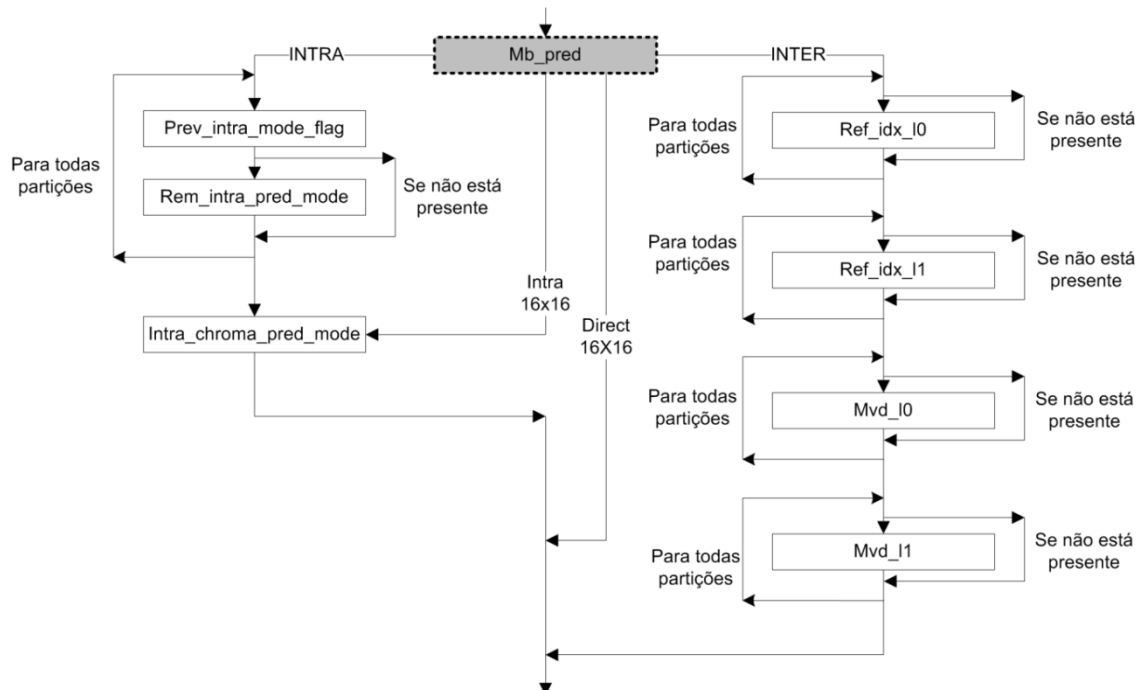 Mb_pred
INTRA
INTER
Prev_intra_mode_flag
Para todas
partições
Rem_intra_pred_mode
Se não está
presente
Intra_chroma_pred_mode
Intra
16x16
Direct
16X16
Para todas
partições
Ref_idx_l0
Se não está
presente
Para todas
partições
Ref_idx_l1
Se não está
presente
Para todas
partições
Mvd_l0
Se não está
presente
Para todas
partições
Mvd_l1
Se não está
presente